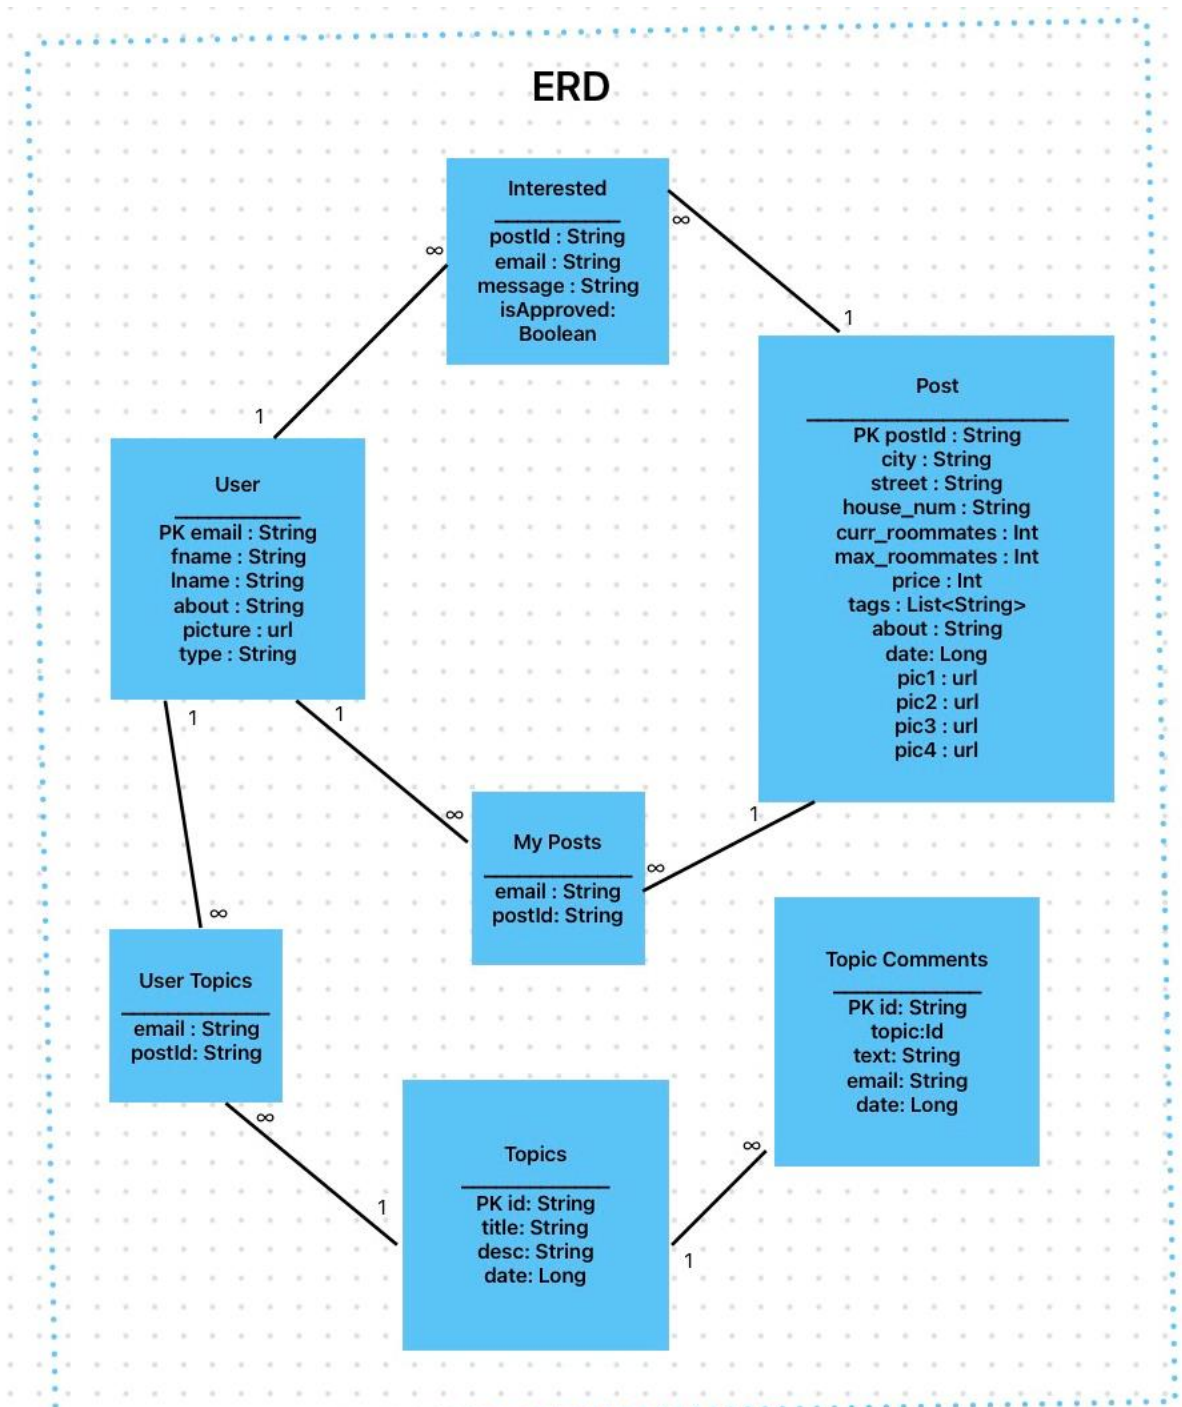 ERD
Interested
postId : String
email : String
message : String
isApproved:
Boolean
∞
∞
1
1
Post
PK postId : String
city : String
street : String
house_num : String
curr_roommates : Int
max_roommates : Int
price : Int
tags : List<String>
about : String
date: Long
pic1 : url
pic2 : url
pic3 : url
pic4 : url
User
PK email : String
fname : String
lname : String
about : String
picture : url
type : String
1
1
∞
1
∞
My Posts
email : String
postId: String
∞
User Topics
email : String
postId: String
Topic Comments
PK id: String
topic:Id
text: String
email: String
date: Long
∞
1
∞
1
Topics
PK id: String
title: String
desc: String
date: Long